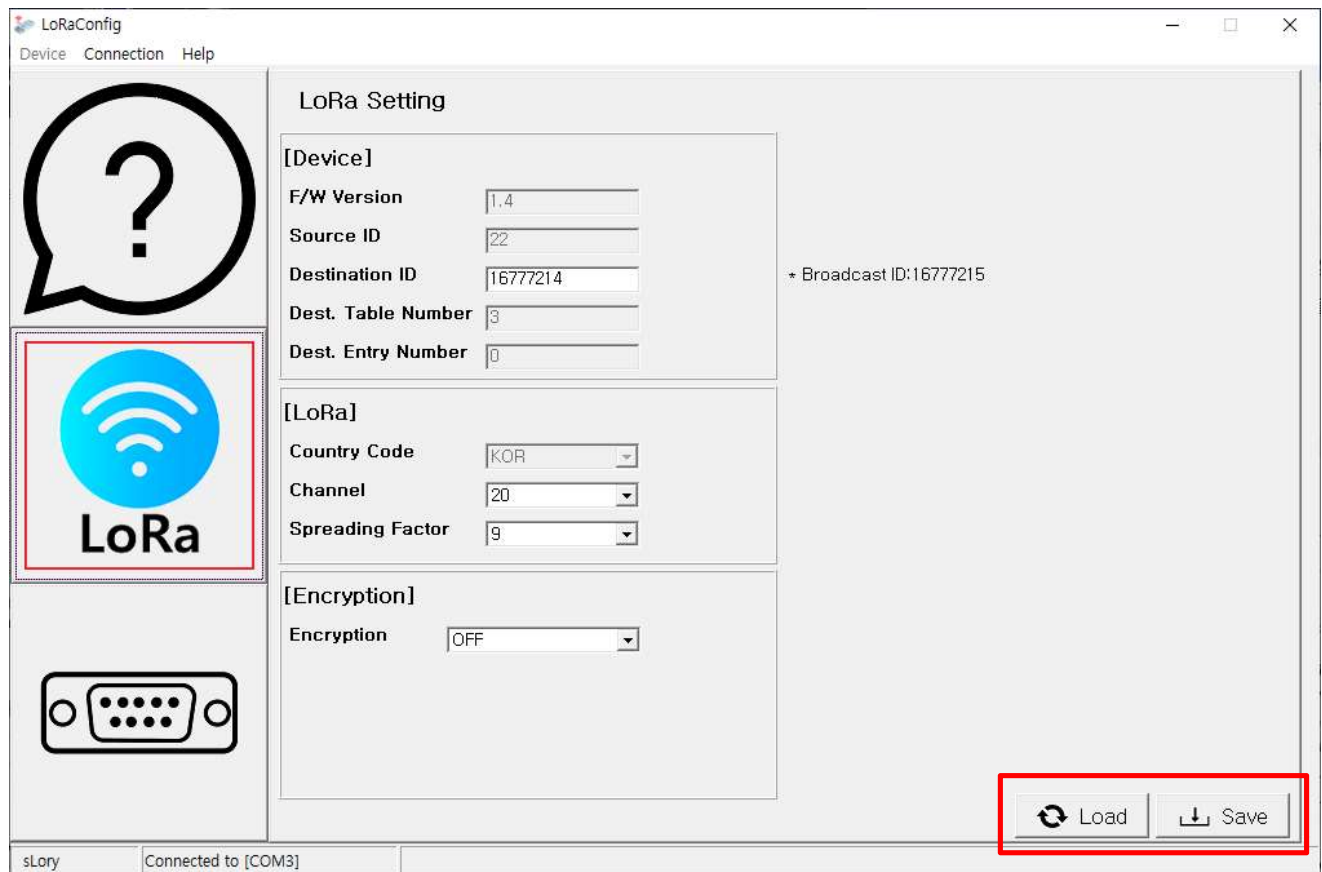 LoRaConfig
Device Connection Help
?
LoRa Setting
[Device]
F/W Version 1.4
Source ID 22
Destination ID 16777214 * Broadcast ID:16777215
Dest. Table Number 3
Dest. Entry Number 0
[LoRa]
Country Code KOR
Channel 20
Spreading Factor 9
LoRa
[Encryption]
Encryption OFF
Load Save
sLory Connected to [COM3]